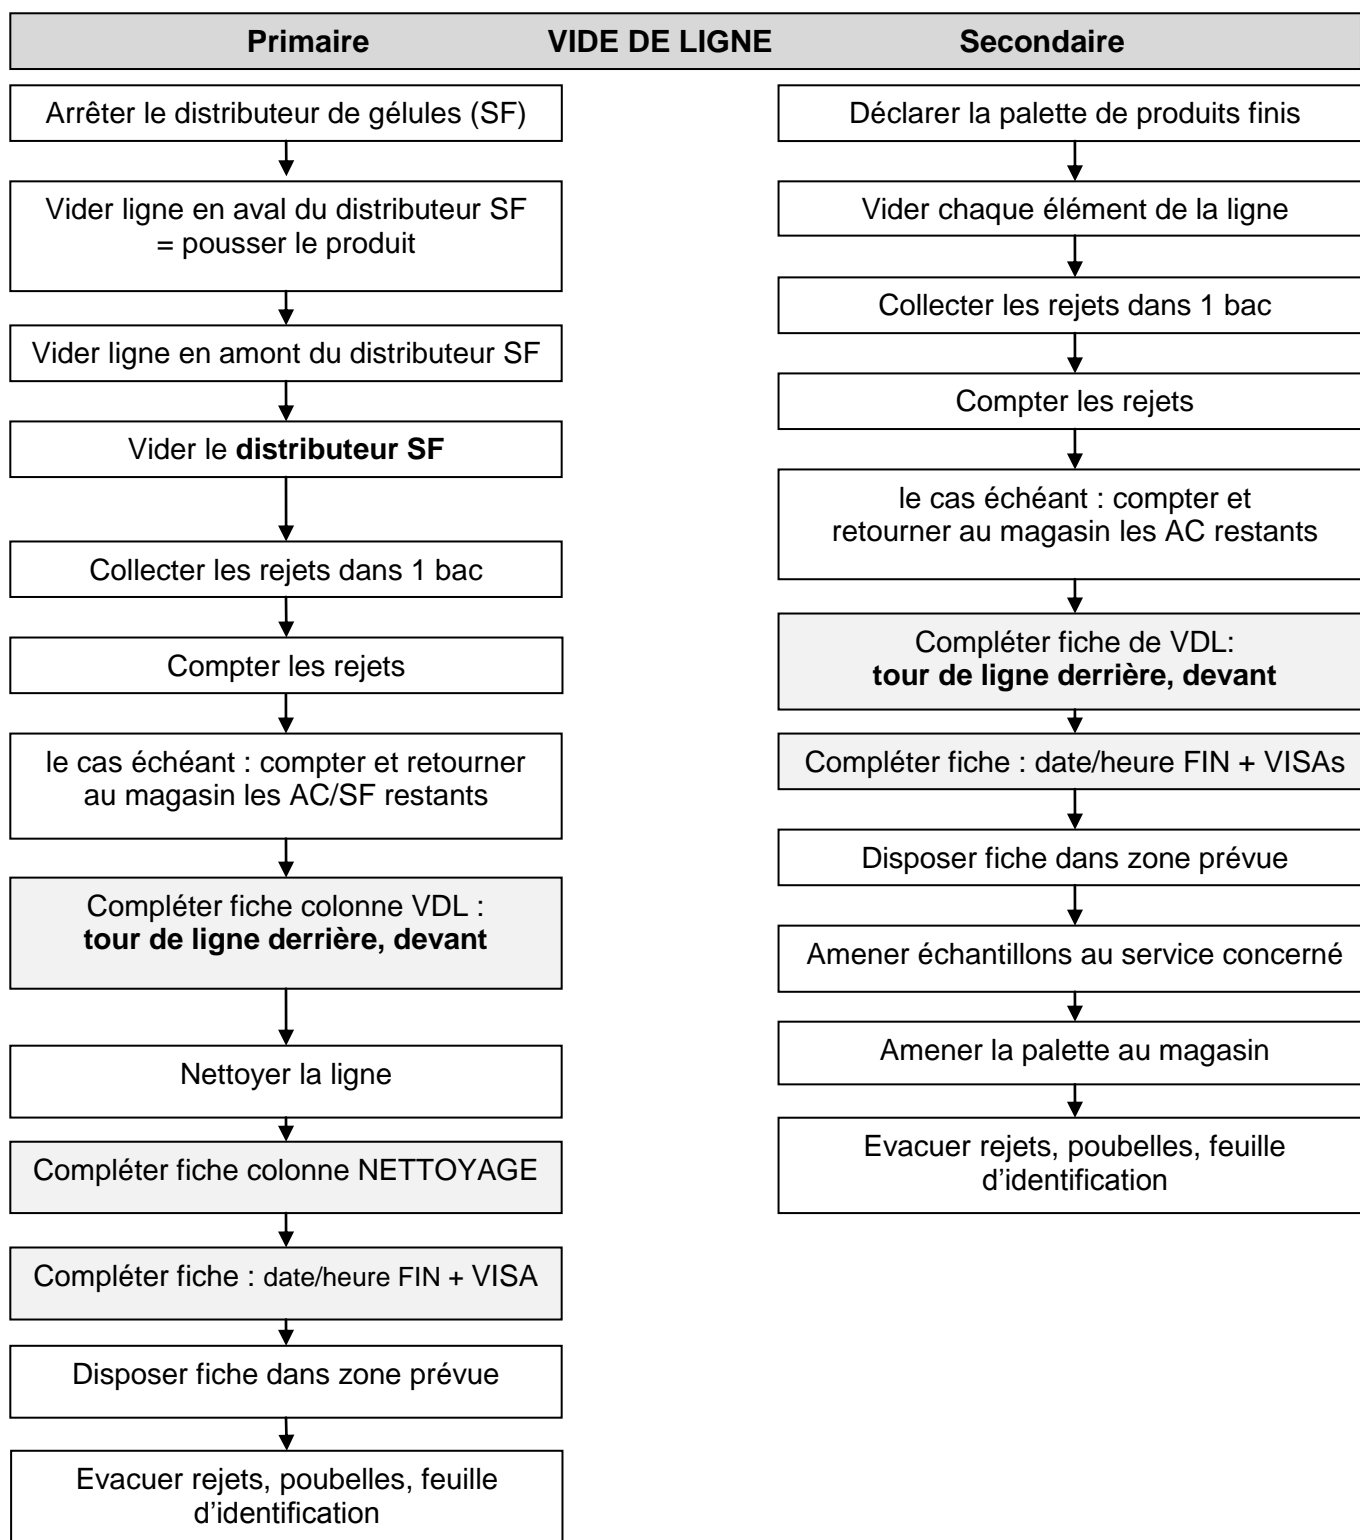 Primaire VIDE DE LIGNE Secondaire
Arrêter le distributeur de gélules (SF)
Vider ligne en aval du distributeur SF
= pousser le produit
Vider ligne en amont du distributeur SF
Vider le distributeur SF
Collecter les rejets dans 1 bac
Compter les rejets
le cas échéant : compter et retourner
au magasin les AC/SF restants
Compléter fiche colonne VDL :
tour de ligne derrière, devant
Nettoyer la ligne
Compléter fiche colonne NETTOYAGE
Compléter fiche : date/heure FIN + VISA
Disposer fiche dans zone prévue
Evacuer rejets, poubelles, feuille
d’identification
Déclarer la palette de produits finis
Vider chaque élément de la ligne
Collecter les rejets dans 1 bac
Compter les rejets
le cas échéant : compter et
retourner au magasin les AC restants
Compléter fiche de VDL:
tour de ligne derrière, devant
Compléter fiche : date/heure FIN + VISAs
Disposer fiche dans zone prévue
Amener échantillons au service concerné
Amener la palette au magasin
Evacuer rejets, poubelles, feuille
d’identification